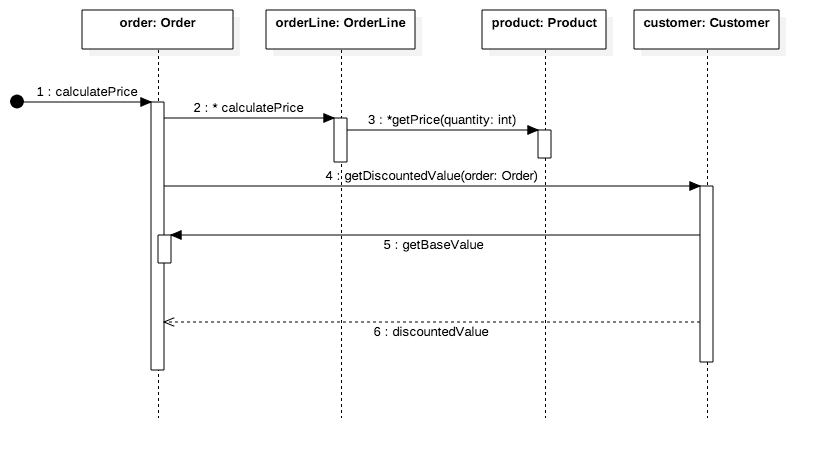 order: Order
orderLine: OrderLine
product: Product
customer: Customer
1 : calculatePrice
2 : * calculatePrice
3 : *getPrice(quantity: int)
4 : getDiscountedValue(order: Order)
5 : getBaseValue
6 : discountedValue